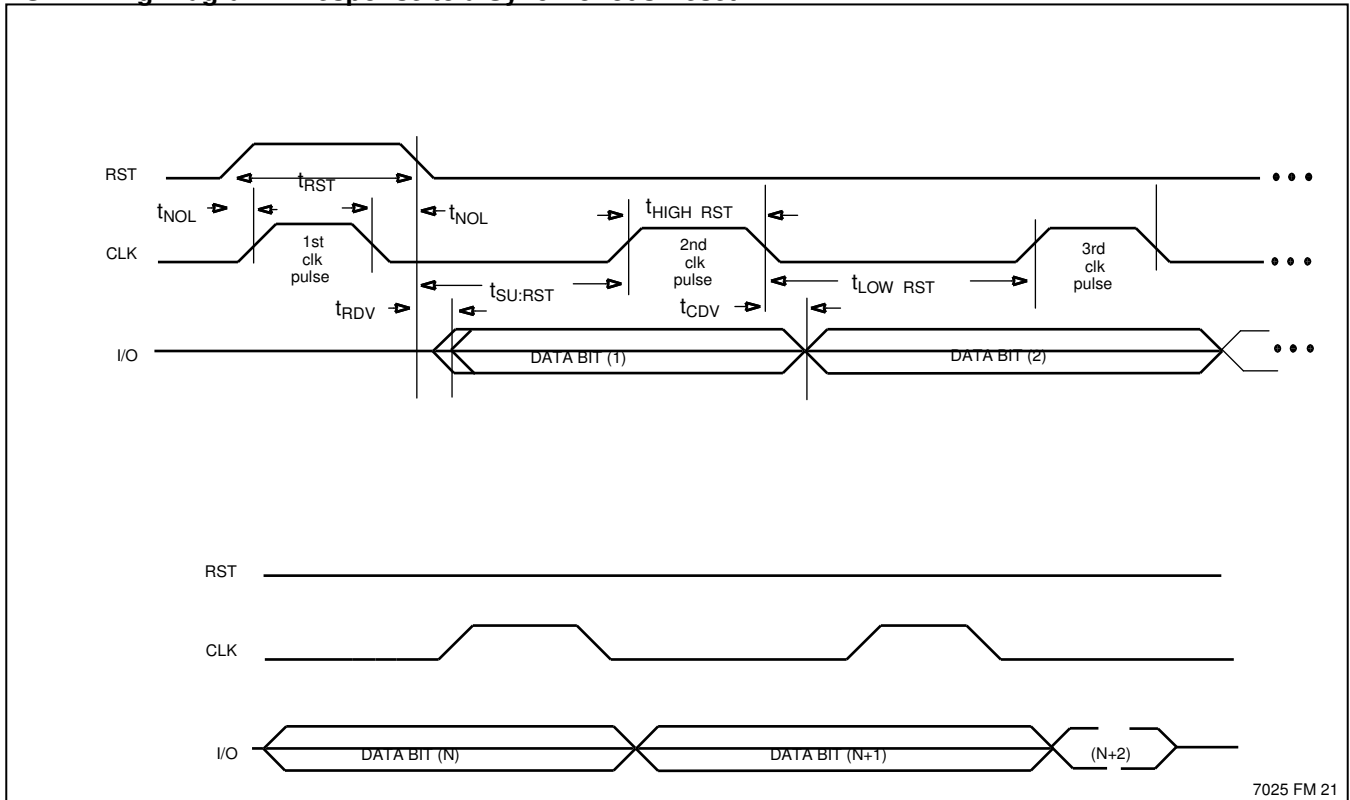 RST
tRST
tNOL
tNOL
tHIGH RST
CLK
1st
clk
pulse
2nd
clk
pulse
3rd
clk
pulse
tSU:RST
tLOW RST
tRDV
tCDV
I/O
DATA BIT (1)
DATA BIT (2)
RST
CLK
I/O
DATA BIT (N)
DATA BIT (N+1)
(N+2)
7025 FM 21